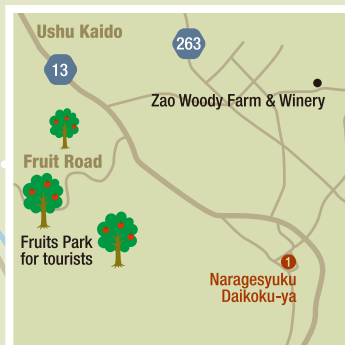 Ushu Kaido
263
13
Zao Woody Farm & Winery
Fruit Road
Fruits Park
for tourists
1
Naragesyuku
Daikoku-ya